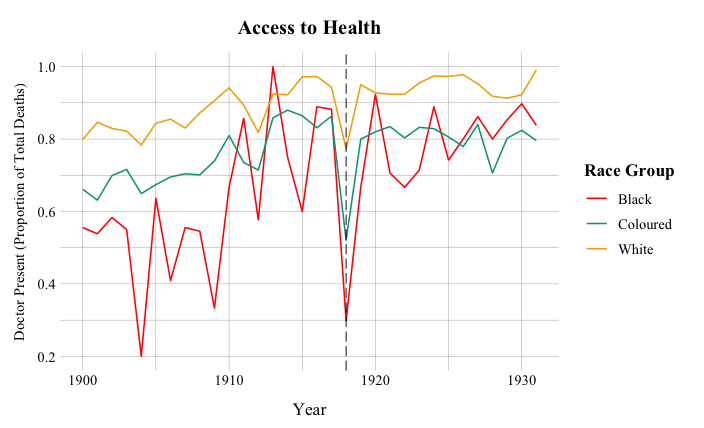 Access to Health
Doctor Present (Proportion of Total Deaths)
1.0
0.8
0.6
0.4
0.2
1900 1910 1920 1930
Year
Race Group
Black
Coloured
White